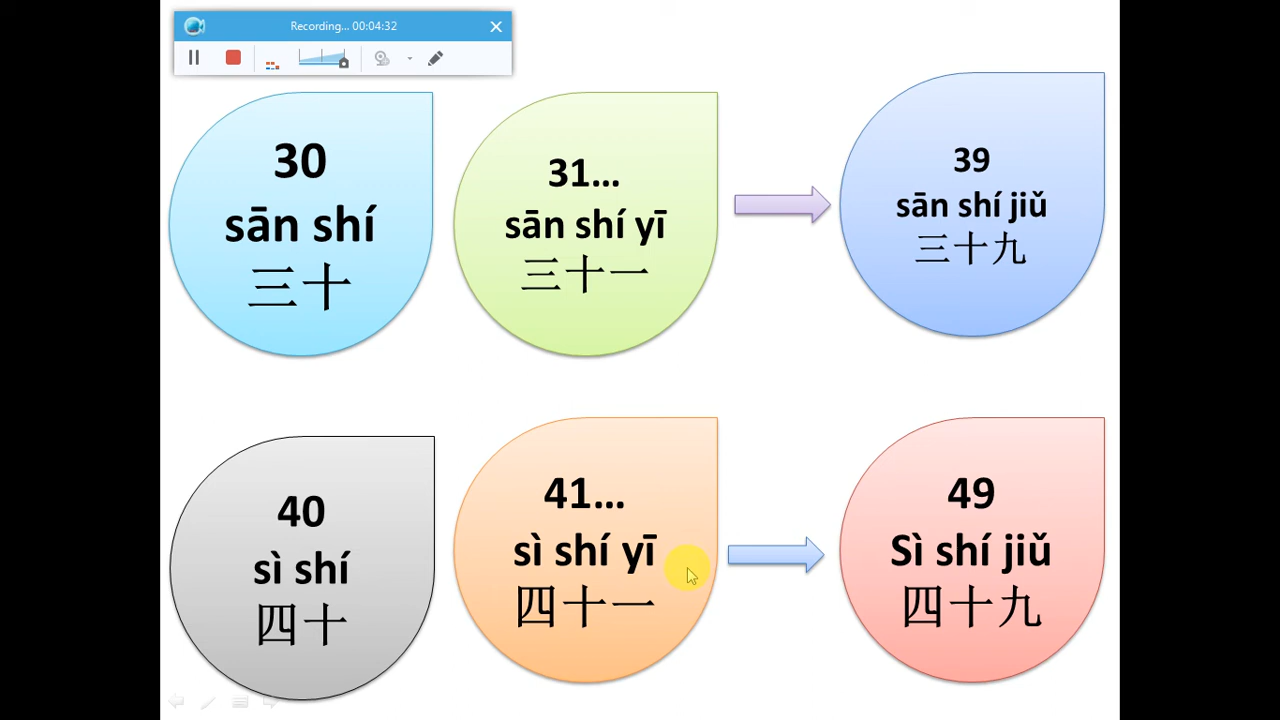 Recording... 00:04:32
30
sān shí
三十
31...
sān shí yī
三十一
39
sān shí jiǔ
三十九
40
sì shí
四十
41...
sì shí yī
四十一
49
Sì shí jiǔ
四十九